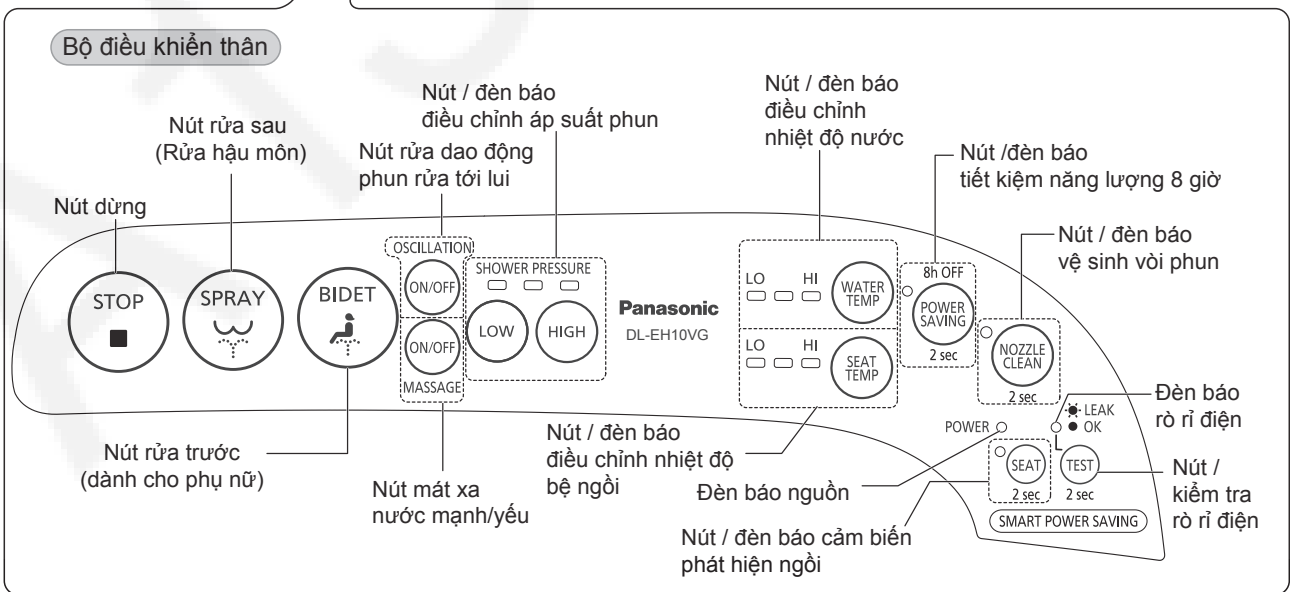 Bộ điều khiển thân
Nút / đèn báo
điều chỉnh áp suất phun
Nút / đèn báo
điều chỉnh
nhiệt độ nước
Nút rửa sau
(Rửa hậu môn)
Nút rửa dao động
phun rửa tới lui
Nút /đèn báo
tiết kiệm năng lượng 8 giờ
Nút dừng
Nút / đèn báo
vệ sinh vòi phun
STOP
SPRAY
BIDET
OSCILLATION
ON/OFF
ON/OFF
MASSAGE
SHOWER PRESSURE
LOW
HIGH
Panasonic
DL-EH10VG
LO HI
WATER
TEMP
LO HI
SEAT
TEMP
8h OFF
POWER
SAVING
2 sec
NOZZLE
CLEAN
2 sec
POWER
LEAK
OK
SEAT
2 sec
TEST
2 sec
SMART POWER SAVING
Đèn báo
rò rỉ điện
Nút rửa trước
(dành cho phụ nữ)
Nút mát xa
nước mạnh/yếu
Nút / đèn báo
điều chỉnh nhiệt độ
bệ ngồi
Đèn báo nguồn
Nút /
kiểm tra
rò rỉ điện
Nút / đèn báo cảm biến
phát hiện ngồi